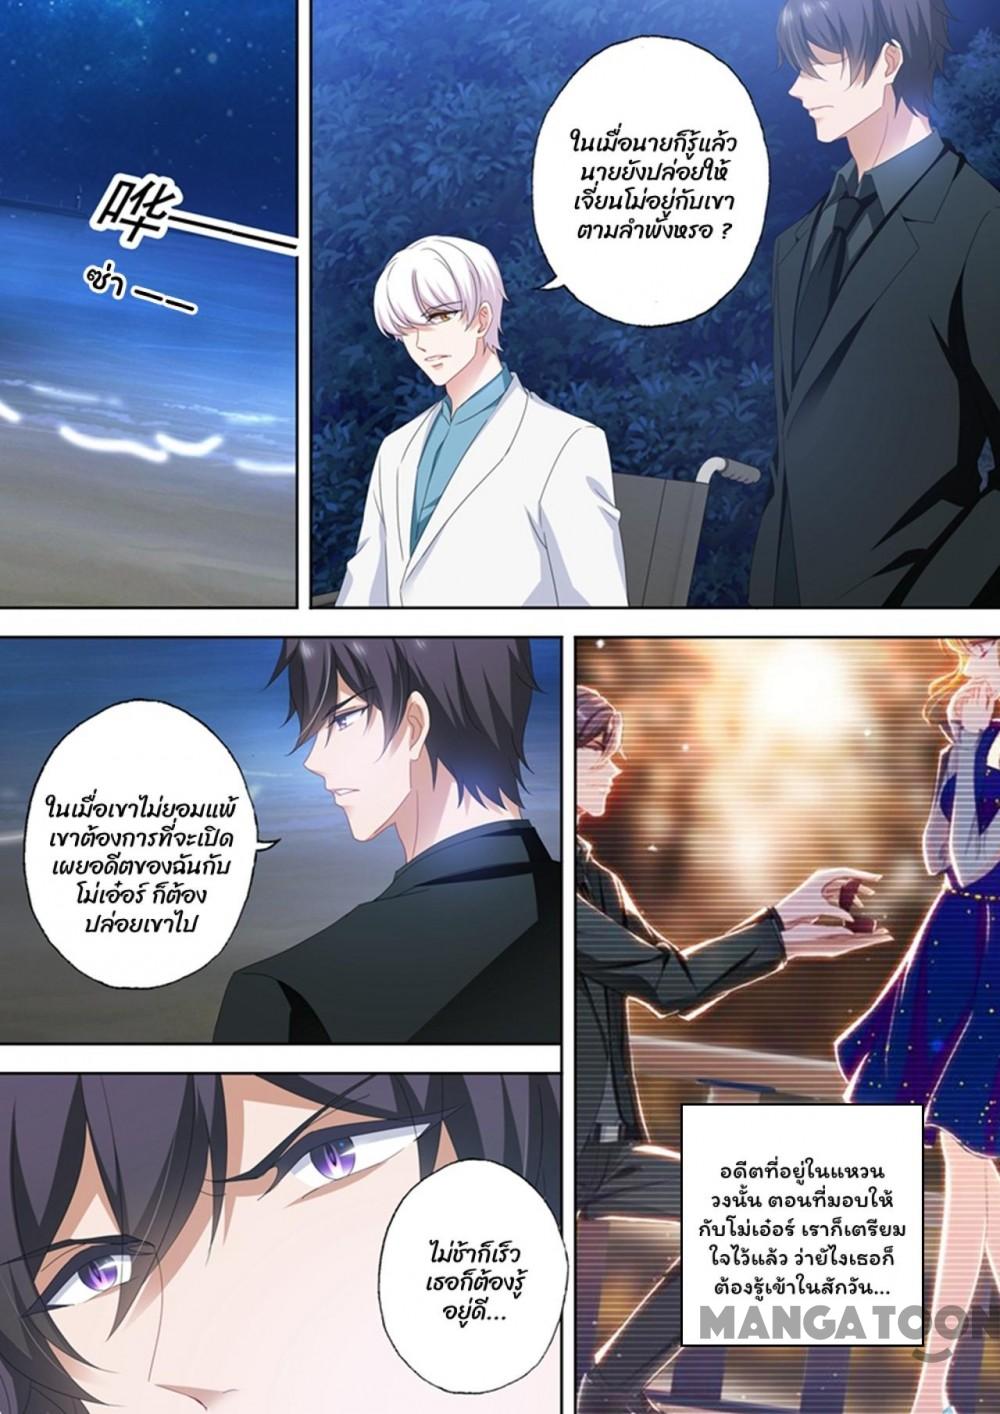 哗——
ซ่า ——
ในเมื่อนายก็รู้แล้ว
นายยังปล่อยให้
เจี่ยนโม่อยู่กับเขา
ตามลำพังหรอ ?
ในเมื่อเขาไม่ยอมแพ้
เขาต้องการที่จะเปิด
เผยอดีตของฉันกับ
โม่เอ๋อร์ ก็ต้อง
ปล่อยเขาไป
อดีตที่อยู่ในแหวน
วงนั้น ตอนที่มอบให้
กับโม่เอ๋อร์ เราก็เตรียม
ใจไว้แล้ว ว่ายังไงเธอก็
ต้องรู้เข้าในสักวัน...
ไม่ช้าก็เร็ว
เธอก็ต้องรู้
อยู่ดี...
MANGATOON